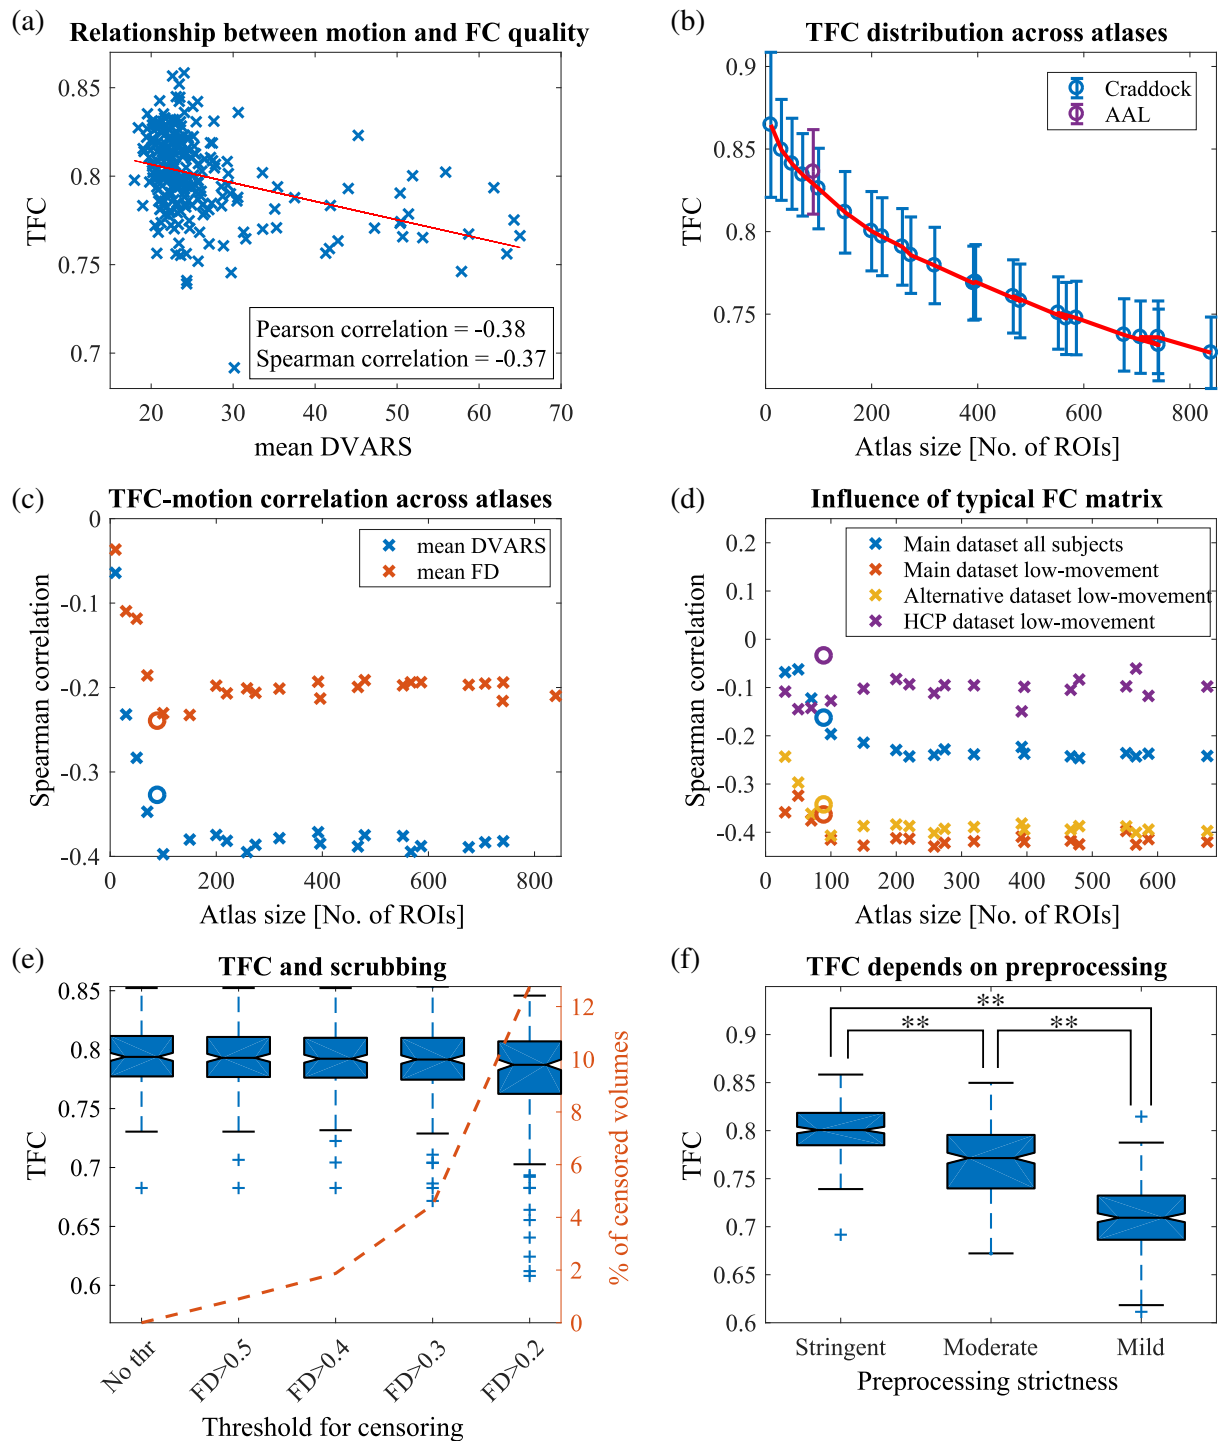 (a)
Relationship between motion and FC quality
0.85
0.8
0.75
0.7
TFC
Pearson correlation = -0.38
Spearman correlation = -0.37
20 30 40 50 60 70
mean DVARS
(b)
TFC distribution across atlases
0.9
0.85
0.8
0.75
TFC
Craddock
AAL
0 200 400 600 800
Atlas size [No. of ROIs]
(c)
TFC-motion correlation across atlases
0
-0.1
-0.2
-0.3
-0.4
Spearman correlation
mean DVARS
mean FD
0 200 400 600 800
Atlas size [No. of ROIs]
(d)
Influence of typical FC matrix
0.2
0.1
0
-0.1
-0.2
-0.3
-0.4
Spearman correlation
Main dataset all subjects
Main dataset low-movement
Alternative dataset low-movement
HCP dataset low-movement
0 100 200 300 400 500 600
Atlas size [No. of ROIs]
(e)
TFC and scrubbing
0.85
0.8
0.75
0.7
0.65
0.6
TFC
12
10
8
6
4
2
0
% of censored volumes
No thr FD>0.5 FD>0.4 FD>0.3 FD>0.2
Threshold for censoring
(f)
TFC depends on preprocessing
0.9
0.85
0.8
0.75
0.7
0.65
0.6
TFC
**
** **
Stringent Moderate Mild
Preprocessing strictness